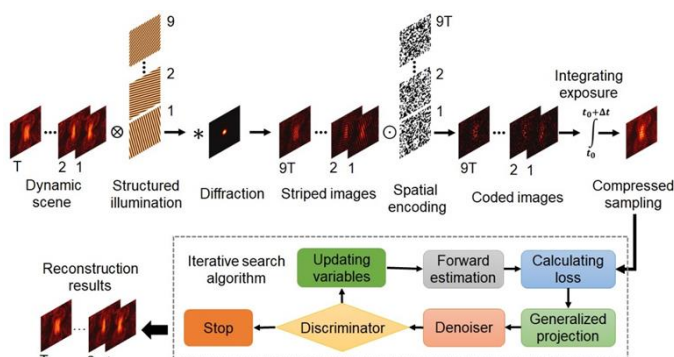 9
2
1
T
2 1
Dynamic
scene
⊗
Structured
illumination
*
Diffraction
9T
2 1
Striped images
⊙
9T
2
1
Spatial
encoding
9T
2 1
Coded images
Integrating
exposure
t₀+Δt
∫
t₀
Compressed
sampling
Iterative search
algorithm
Updating
variables
Forward
estimation
Calculating
loss
Generalized
projection
Denoiser
Discriminator
Stop
Reconstruction
results